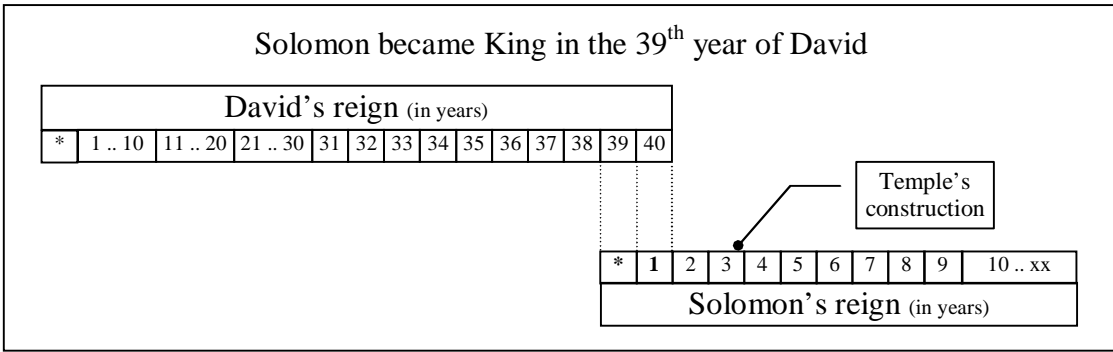 Solomon became King in the 39th year of David
David's reign (in years)
* 1 .. 10 11 .. 20 21 .. 30 31 32 33 34 35 36 37 38 39 40
Temple's
construction
* 1 2 3 4 5 6 7 8 9 10 .. xx
Solomon's reign (in years)